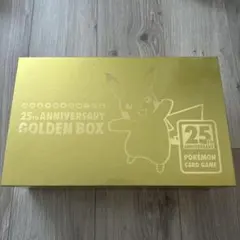 25th ANNIVERSARY
GOLDEN BOX
25
POKÉMON
CARD GAME